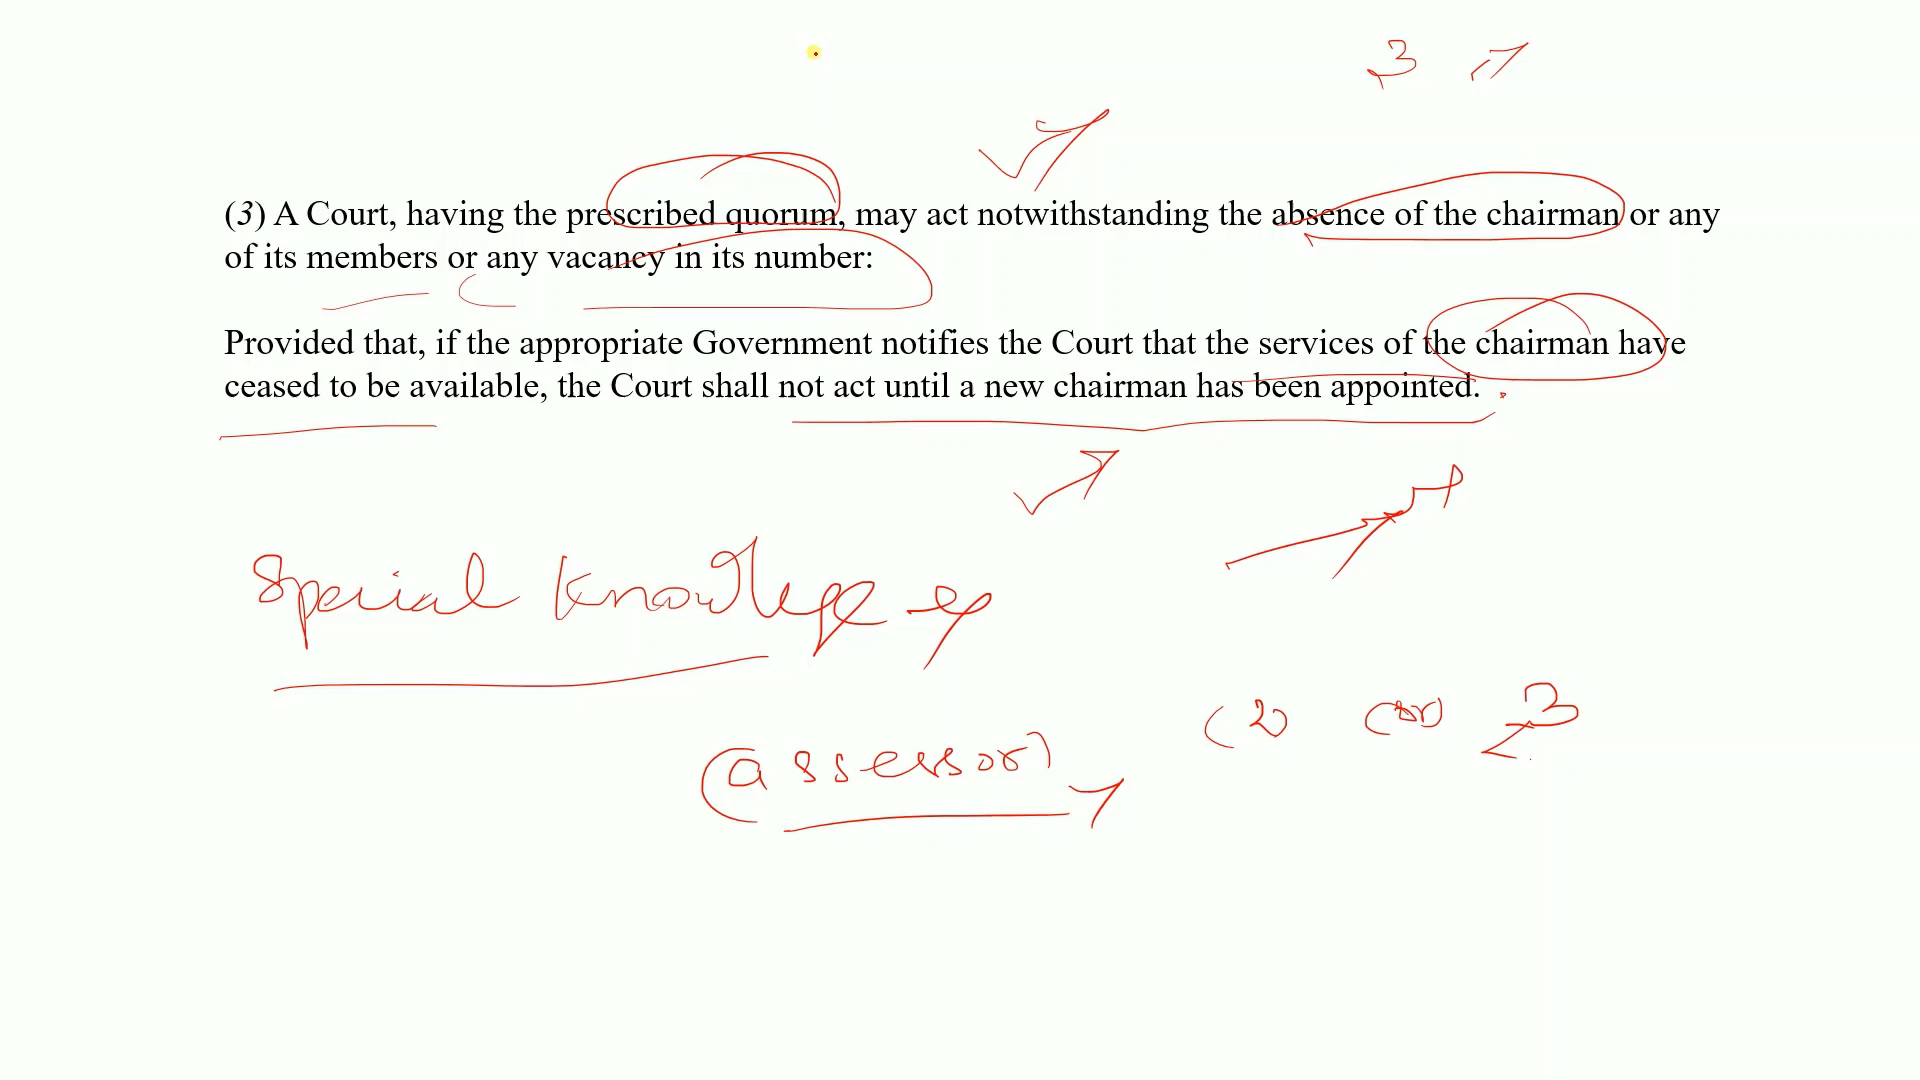 3
(3) A Court, having the prescribed quorum, may act notwithstanding the absence of the chairman or any
of its members or any vacancy in its number:
Provided that, if the appropriate Government notifies the Court that the services of the chairman have
ceased to be available, the Court shall not act until a new chairman has been appointed.
Special
(2) (or) 3
(assessor)